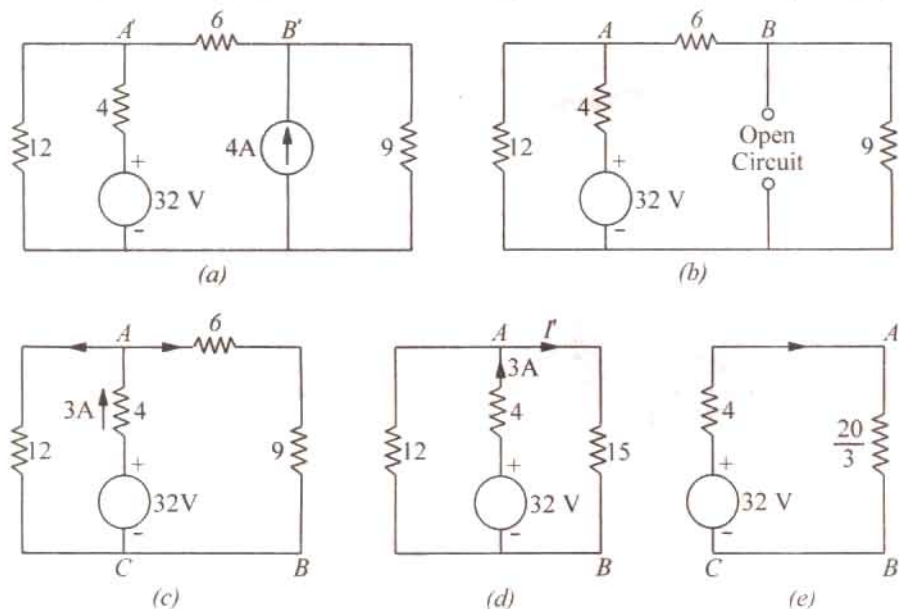 A' 6 B'
4
12 4A 9
+
32 V
-
(a)
A 6 B
4
12 Open
Circuit 9
+
32 V
-
(b)
A 6
3A 4
12 9
+
32V
-
C B
(c)
A I'
3A
4
12 15
+
32 V
-
B
(d)
A
4
20
3
+
32 V
-
C B
(e)